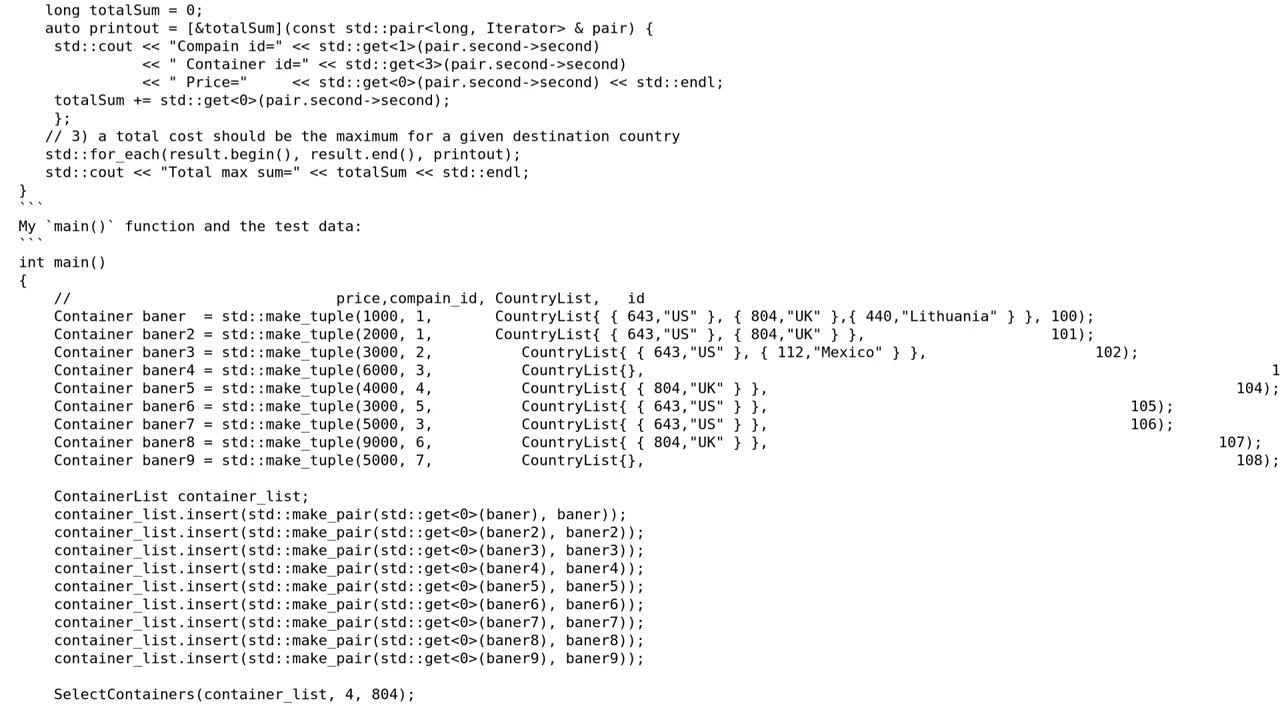 long totalSum = 0;
   auto printout = [&totalSum](const std::pair<long, Iterator> & pair) {
    std::cout << "Compain id=" << std::get<1>(pair.second->second)
              << " Container id=" << std::get<3>(pair.second->second)
              << " Price="     << std::get<0>(pair.second->second) << std::endl;
    totalSum += std::get<0>(pair.second->second);
    };
   // 3) a total cost should be the maximum for a given destination country
   std::for_each(result.begin(), result.end(), printout);
   std::cout << "Total max sum=" << totalSum << std::endl;
}
```
My `main()` function and the test data:
```
int main()
{
    //                              price,compain_id, CountryList,   id
    Container baner  = std::make_tuple(1000, 1,       CountryList{ { 643,"US" }, { 804,"UK" },{ 440,"Lithuania" } }, 100);
    Container baner2 = std::make_tuple(2000, 1,       CountryList{ { 643,"US" }, { 804,"UK" } },                     101);
    Container baner3 = std::make_tuple(3000, 2,          CountryList{ { 643,"US" }, { 112,"Mexico" } },                   102);
    Container baner4 = std::make_tuple(6000, 3,          CountryList{},                                                                       1
    Container baner5 = std::make_tuple(4000, 4,          CountryList{ { 804,"UK" } },                                                     104);
    Container baner6 = std::make_tuple(3000, 5,          CountryList{ { 643,"US" } },                                         105);
    Container baner7 = std::make_tuple(5000, 3,          CountryList{ { 643,"US" } },                                         106);
    Container baner8 = std::make_tuple(9000, 6,          CountryList{ { 804,"UK" } },                                                   107);
    Container baner9 = std::make_tuple(5000, 7,          CountryList{},                                                                   108);

    ContainerList container_list;
    container_list.insert(std::make_pair(std::get<0>(baner), baner));
    container_list.insert(std::make_pair(std::get<0>(baner2), baner2));
    container_list.insert(std::make_pair(std::get<0>(baner3), baner3));
    container_list.insert(std::make_pair(std::get<0>(baner4), baner4));
    container_list.insert(std::make_pair(std::get<0>(baner5), baner5));
    container_list.insert(std::make_pair(std::get<0>(baner6), baner6));
    container_list.insert(std::make_pair(std::get<0>(baner7), baner7));
    container_list.insert(std::make_pair(std::get<0>(baner8), baner8));
    container_list.insert(std::make_pair(std::get<0>(baner9), baner9));

    SelectContainers(container_list, 4, 804);